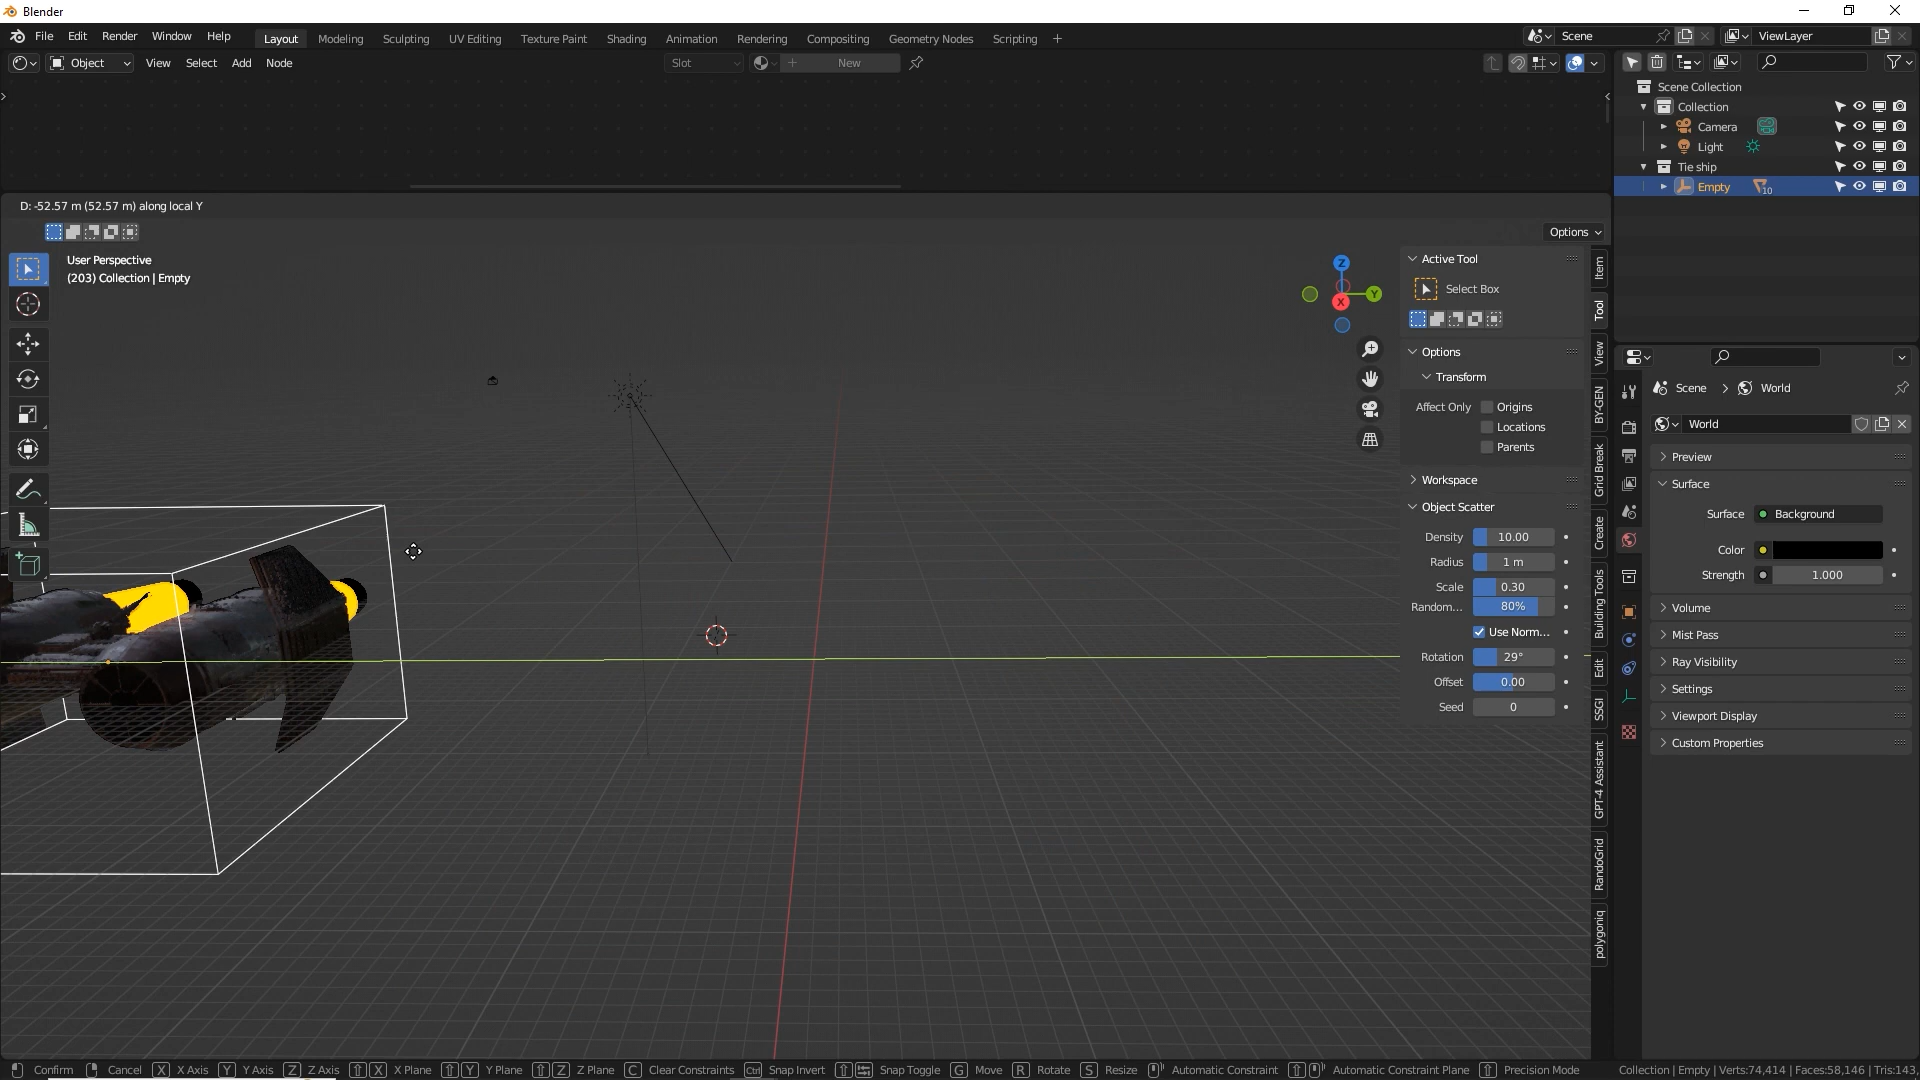 Blender
File Edit Render Window Help Layout Modeling Sculpting UV Editing Texture Paint Shading Animation Rendering Compositing Geometry Nodes Scripting Scene ViewLayer
Object View Select Add Node Slot New
Scene Collection
Collection
Camera
Light
Tie ship
Empty 10
D: -52.57 m (52.57 m) along local Y
Options
User Perspective
(203) Collection | Empty
Z
Y
X
Active Tool
Select Box
Options
Transform
Affect Only Origins
Locations
Parents
Workspace
Object Scatter
Density 10.00
Radius 1 m
Scale 0.30
Random... 80%
Use Norm...
Rotation 29°
Offset 0.00
Seed 0
Item
Tool
View
BY-GEN
Grid Break
Create
Building Tools
Edit
SSGI
GPT-4 Assistant
RandoGrid
polygoniq
Scene World
World
Preview
Surface
Surface Background
Color
Strength 1.000
Volume
Mist Pass
Ray Visibility
Settings
Viewport Display
Custom Properties
Confirm Cancel X X Axis Y Y Axis Z Z Axis X X Plane Y Y Plane Z Z Plane C Clear Constraints Ctrl Snap Invert Snap Toggle G Move R Rotate S Resize Automatic Constraint Automatic Constraint Plane Precision Mode Collection | Empty | Verts:74,414 | Faces:58,146 | Tris:143,